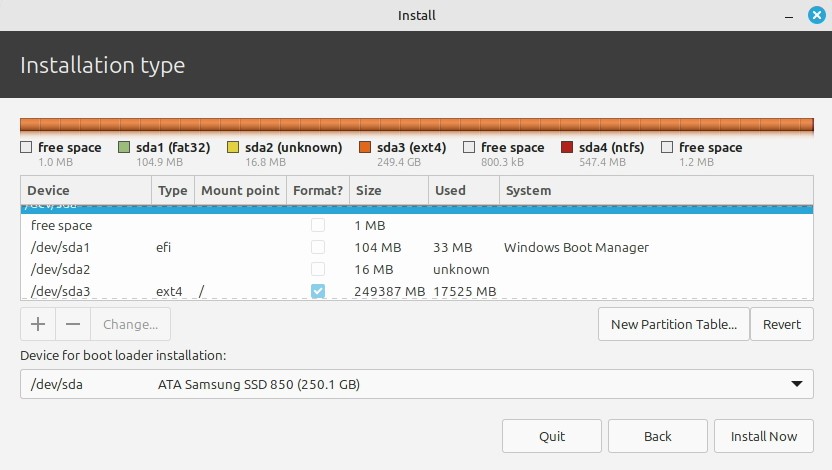 Install
Installation type
free space sda1 (fat32) sda2 (unknown) sda3 (ext4) free space sda4 (ntfs) free space
1.0 MB 104.9 MB 16.8 MB 249.4 GB 800.3 kB 547.4 MB 1.2 MB
Device Type Mount point Format? Size Used System
/dev/sda
free space 1 MB
/dev/sda1 efi 104 MB 33 MB Windows Boot Manager
/dev/sda2 16 MB unknown
/dev/sda3 ext4 / 249387 MB 17525 MB
+ − Change... New Partition Table... Revert
Device for boot loader installation:
/dev/sda ATA Samsung SSD 850 (250.1 GB)
Quit Back Install Now